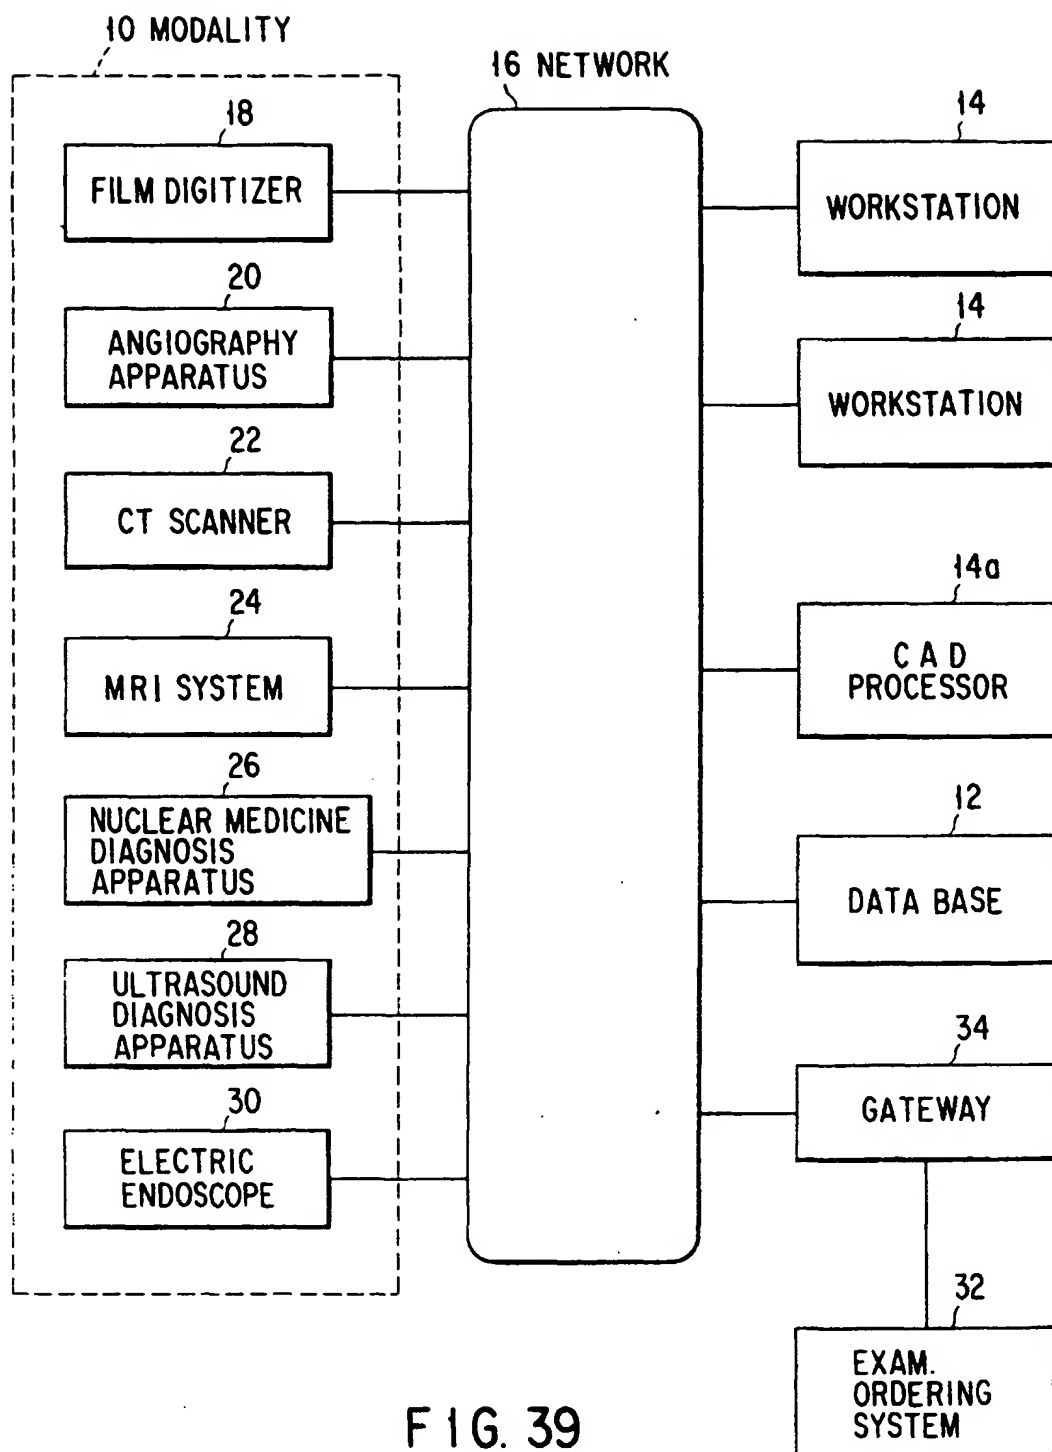 10 MODALITY
18
FILM DIGITIZER
20
ANGIOGRAPHY
APPARATUS
22
CT SCANNER
24
MRI SYSTEM
26
NUCLEAR MEDICINE
DIAGNOSIS
APPARATUS
28
ULTRASOUND
DIAGNOSIS
APPARATUS
30
ELECTRIC
ENDOSCOPE
16 NETWORK
14
WORKSTATION
14
WORKSTATION
14a
CAD
PROCESSOR
12
DATA BASE
34
GATEWAY
32
EXAM.
ORDERING
SYSTEM
FIG. 39